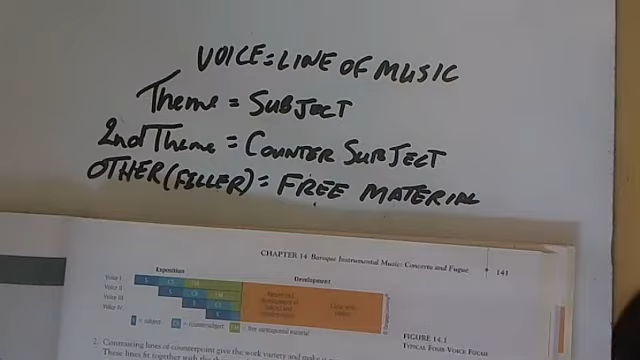 VOICE = LINE OF MUSIC
Theme = SUBJECT
2nd Theme = COUNTER SUBJECT
OTHER (FILLER) = FREE MATERIAL
CHAPTER 14 Baroque Instrumental Music: Concerto and Fugue 141
Exposition Development
Voice I
Voice II
Voice III
Voice IV
S = subject CS = countersubject FM = free contrapuntal material
FIGURE 14.1
TYPICAL FOUR-VOICE FUGUE
2. Contrasting lines of counterpoint give the work variety and make it
These lines fit together with the